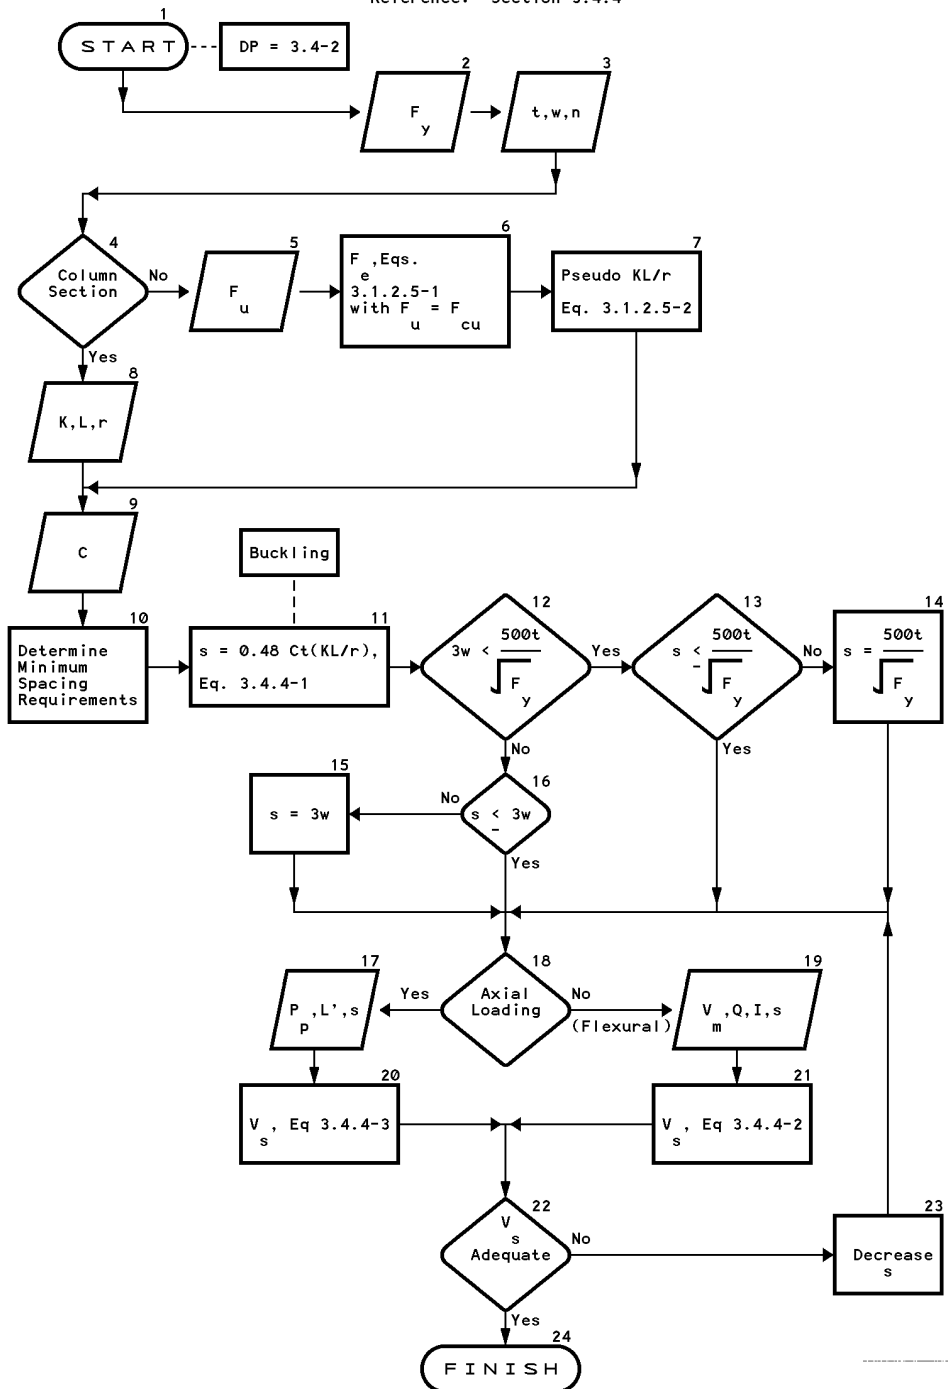 Reference: Section 3.4.4
1
START
DP = 3.4-2
2
F
y
3
t,w,n
4
Column
Section
No
Yes
5
F
u
6
F ,Eqs.
e
3.1.2.5-1
with F = F
u cu
7
Pseudo KL/r
Eq. 3.1.2.5-2
8
K,L,r
9
C
10
Determine
Minimum
Spacing
Requirements
Buckling
11
s = 0.48 Ct(KL/r),
Eq. 3.4.4-1
12
500t
3w <
√F
y
Yes
No
13
500t
s <
-
√F
y
No
Yes
14
500t
s =
√F
y
15
s = 3w
16
No
s < 3w
-
Yes
17
P ,L',s
p
18
Axial
Loading
Yes
No
(Flexural)
19
V ,Q,I,s
m
20
V , Eq 3.4.4-3
s
21
V , Eq 3.4.4-2
s
22
V
s
Adequate
No
Yes
23
Decrease
s
24
FINISH